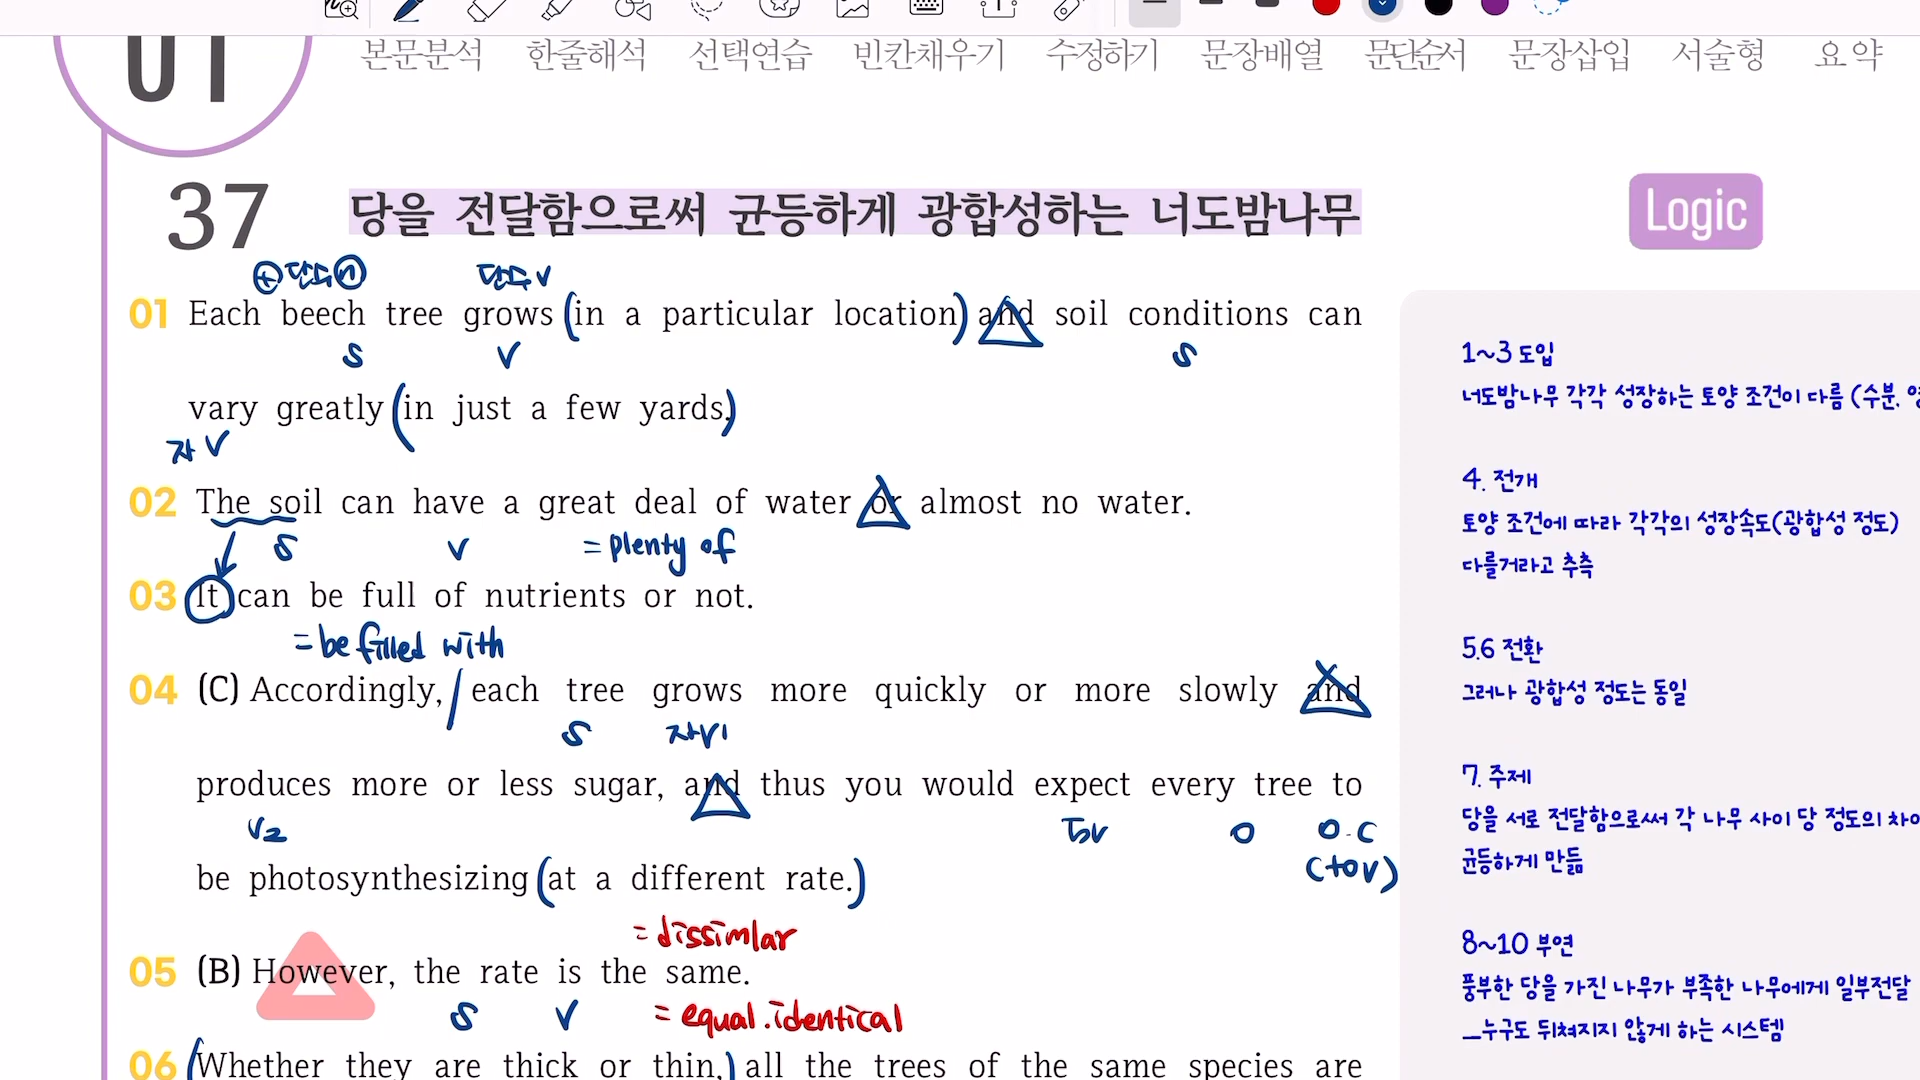 01
본문분석 한줄해석 선택연습 빈칸채우기 수정하기 문장배열 문단순서 문장삽입 서술형 요약
37 당을 전달함으로써 균등하게 광합성하는 너도밤나무
Logic
+ 단수 n 단수 v
01 Each beech tree grows (in a particular location) and soil conditions can
S V S
vary greatly (in just a few yards.)
자 V
02 The soil can have a great deal of water or almost no water.
S V = plenty of
03 It can be full of nutrients or not.
= be filled with
04 (C) Accordingly, / each tree grows more quickly or more slowly and
S 자V1
produces more or less sugar, and thus you would expect every tree to
V2 5V O O.C
(to V)
be photosynthesizing (at a different rate.)
= dissimlar
05 (B) However, the rate is the same.
S V = equal.identical
06 (Whether they are thick or thin,) all the trees of the same species are
1~3 도입
너도밤나무 각각 성장하는 토양 조건이 다름 (수분,
4. 전개
토양 조건에 따라 각각의 성장속도(광합성 정도)
다를거라고 추측
5.6 전환
그러나 광합성 정도는 동일
7. 주제
당을 서로 전달함으로써 각 나무 사이 당 정도의 차이
균등하게 만듦
8~10 부연
풍부한 당을 가진 나무가 부족한 나무에게 일부전달
_누구도 뒤쳐지지 않게 하는 시스템